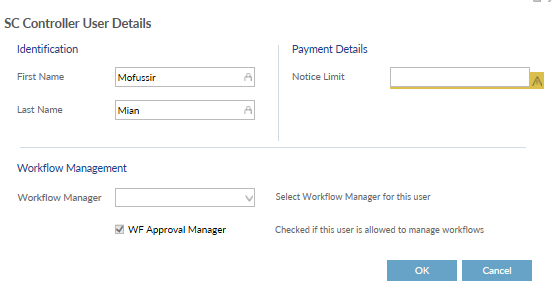 SC Controller User Details
Identification
Payment Details
First Name Mofussir
Notice Limit
Last Name Mian
Workflow Management
Workflow Manager Select Workflow Manager for this user
WF Approval Manager Checked if this user is allowed to manage workflows
OK Cancel